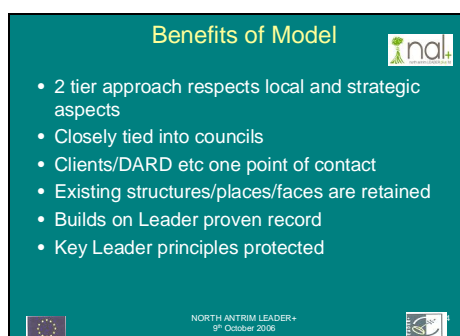 Benefits of Model
nal+
• 2 tier approach respects local and strategic
aspects
• Closely tied into councils
• Clients/DARD etc one point of contact
• Existing structures/places/faces are retained
• Builds on Leader proven record
• Key Leader principles protected
NORTH ANTRIM LEADER+
9th October 2006